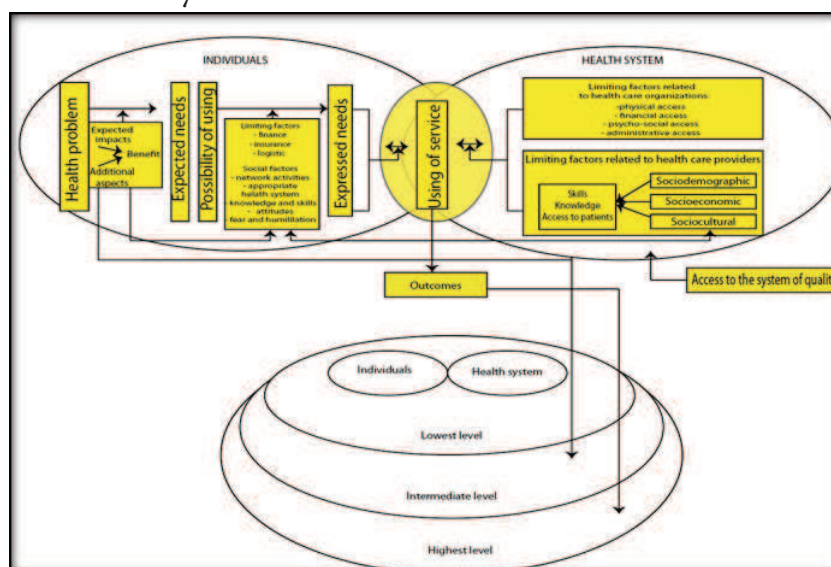 INDIVIDUALS
HEALTH SYSTEM
Health problem
Expected
impacts
Benefit
Additional
aspects
Expected needs
Possibility of using
Limiting factors
- finance
- insurance
- logistic
Social factors
- network activities
- appropriate
helath system
- knowledge and skills
- attitudes
- fear and humilitation
Expressed needs
Using of service
Limiting factors related
to health care organizations:
-physical access
- financial access
- psycho-social access
- administrative access
Limiting factors related to health care providers
Skills
Knowledge
Access to patients
Sociodemographic
Socioeconomic
Sociocultural
Outcomes
Access to the system of qualit
Individuals
Health system
Lowest level
Intermediate level
Highest level